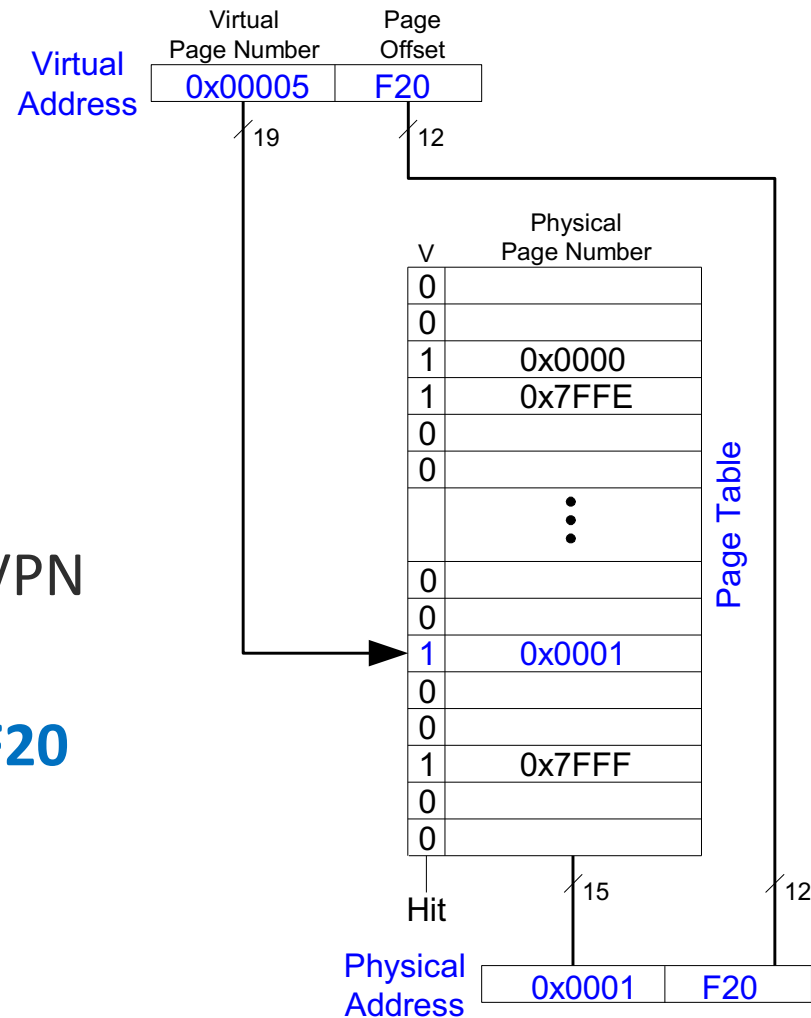 Virtual
Page Number
Page
Offset
Virtual
Address
0x00005 F20
19 12
V
Physical
Page Number
0
0
1 0x0000
1 0x7FFE
0
0
0
0
1 0x0001
0
0
1 0x7FFF
0
0
Page Table
VPN
F20
Hit
15 12
Physical
Address
0x0001 F20